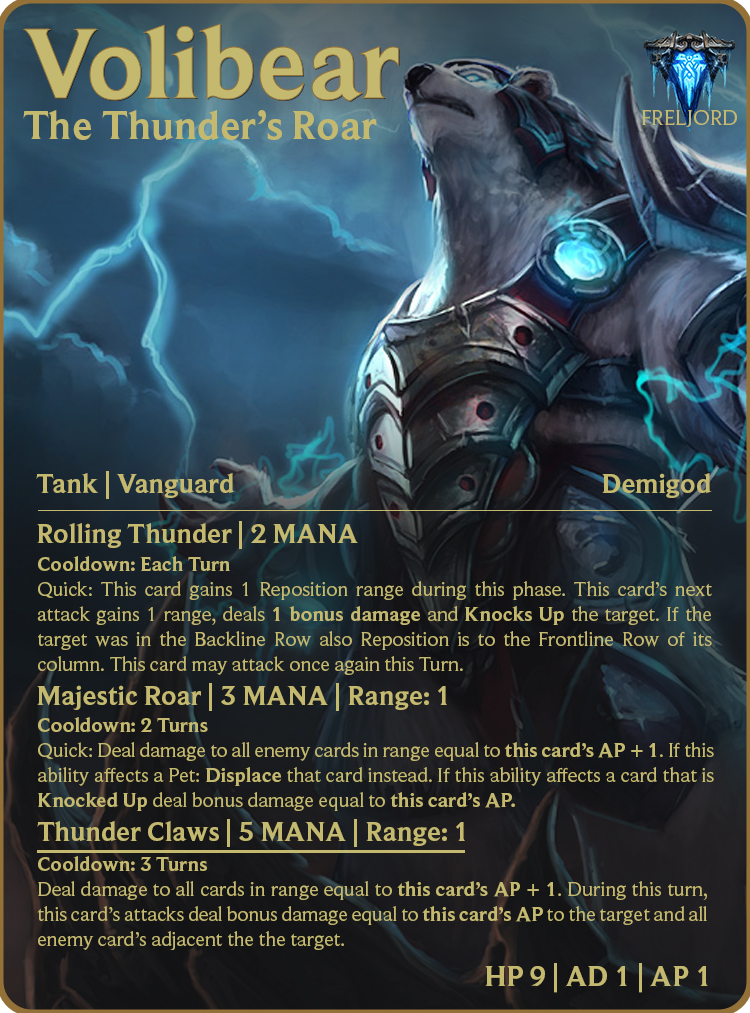 Volibear
The Thunder's Roar
FRELJORD
Tank | Vanguard
Demigod
Rolling Thunder | 2 MANA
Cooldown: Each Turn
Quick: This card gains 1 Reposition range during this phase. This card's next
attack gains 1 range, deals 1 bonus damage and Knocks Up the target. If the
target was in the Backline Row also Reposition is to the Frontline Row of its
column. This card may attack once again this Turn.
Majestic Roar | 3 MANA | Range: 1
Cooldown: 2 Turns
Quick: Deal damage to all enemy cards in range equal to this card's AP + 1. If this
ability affects a Pet: Displace that card instead. If this ability affects a card that is
Knocked Up deal bonus damage equal to this card's AP.
Thunder Claws | 5 MANA | Range: 1
Cooldown: 3 Turns
Deal damage to all cards in range equal to this card's AP + 1. During this turn,
this card's attacks deal bonus damage equal to this card's AP to the target and all
enemy card's adjacent the the target.
HP 9 | AD 1 | AP 1